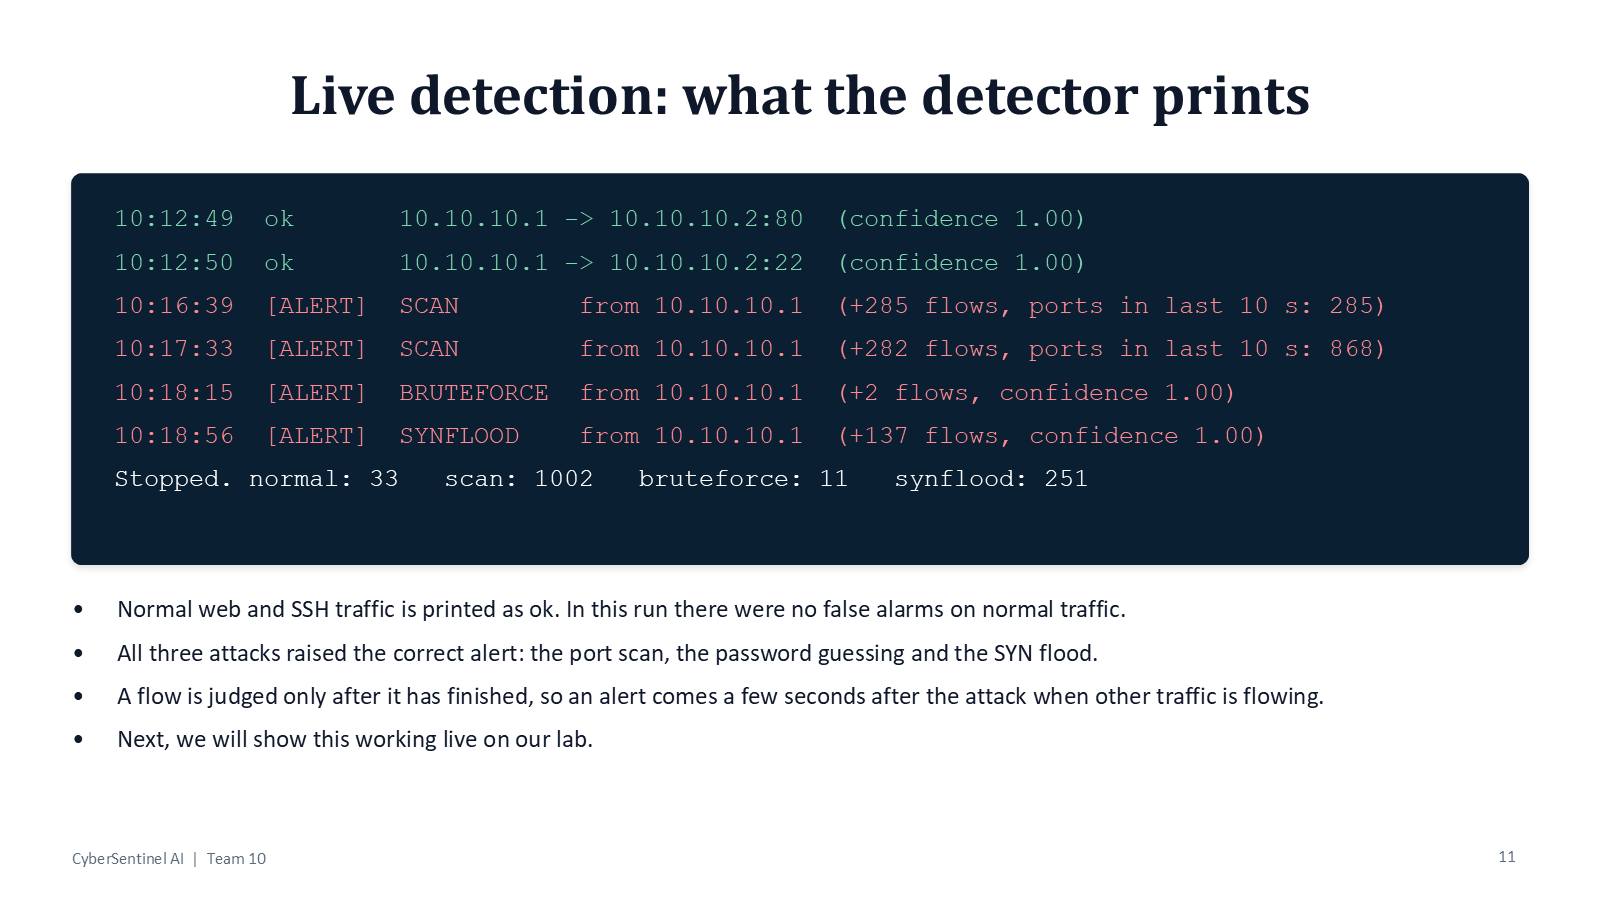 Live detection: what the detector prints
10:12:49  ok       10.10.10.1 -> 10.10.10.2:80  (confidence 1.00)
10:12:50  ok       10.10.10.1 -> 10.10.10.2:22  (confidence 1.00)
10:16:39  [ALERT]  SCAN        from 10.10.10.1  (+285 flows, ports in last 10 s: 285)
10:17:33  [ALERT]  SCAN        from 10.10.10.1  (+282 flows, ports in last 10 s: 868)
10:18:15  [ALERT]  BRUTEFORCE  from 10.10.10.1  (+2 flows, confidence 1.00)
10:18:56  [ALERT]  SYNFLOOD    from 10.10.10.1  (+137 flows, confidence 1.00)
Stopped. normal: 33   scan: 1002   bruteforce: 11   synflood: 251
• Normal web and SSH traffic is printed as ok. In this run there were no false alarms on normal traffic.
• All three attacks raised the correct alert: the port scan, the password guessing and the SYN flood.
• A flow is judged only after it has finished, so an alert comes a few seconds after the attack when other traffic is flowing.
• Next, we will show this working live on our lab.
CyberSentinel AI | Team 10
11